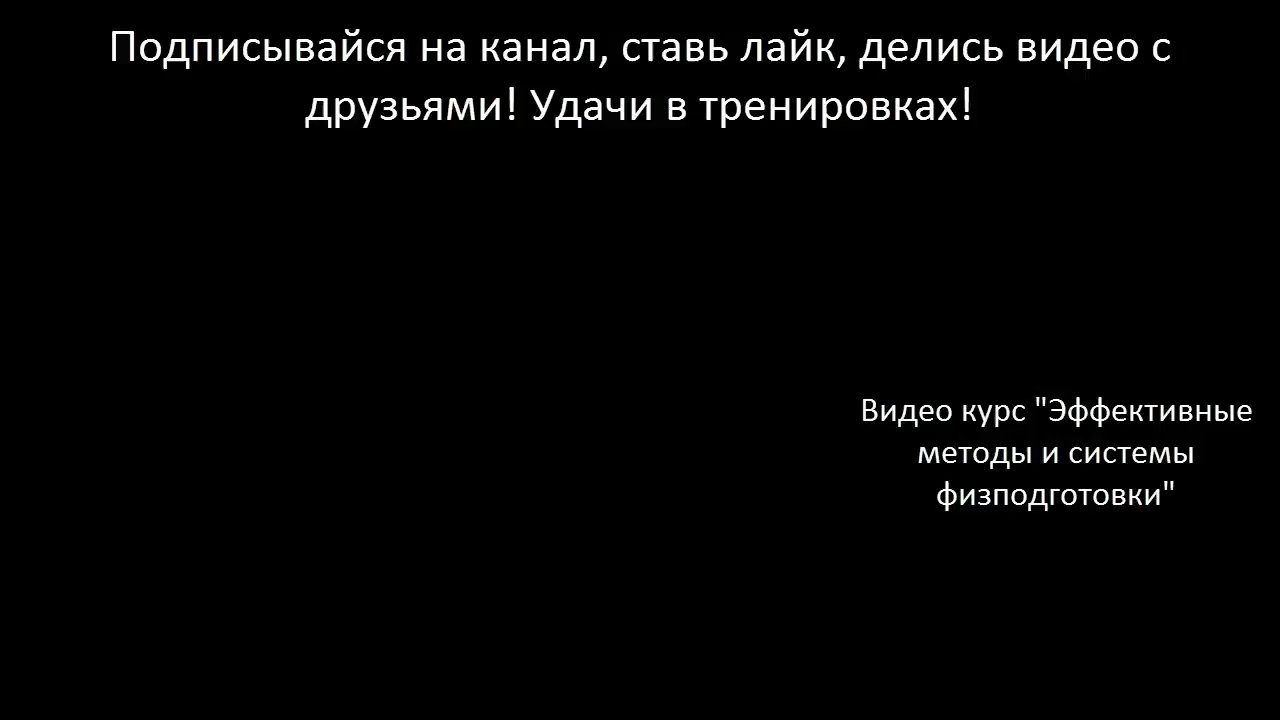 Подписывайся на канал, ставь лайк, делись видео с
друзьями! Удачи в тренировках!
Видео курс "Эффективные
методы и системы
физподготовки"